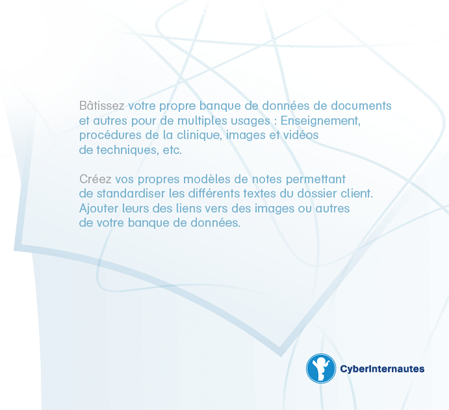 Bâtissez votre propre banque de données de documents
et autres pour de multiples usages : Enseignement,
procédures de la clinique, images et vidéos
de techniques, etc.
Créez vos propres modèles de notes permettant
de standardiser les différents textes du dossier client.
Ajouter leurs des liens vers des images ou autres
de votre banque de données.
CyberInternautes